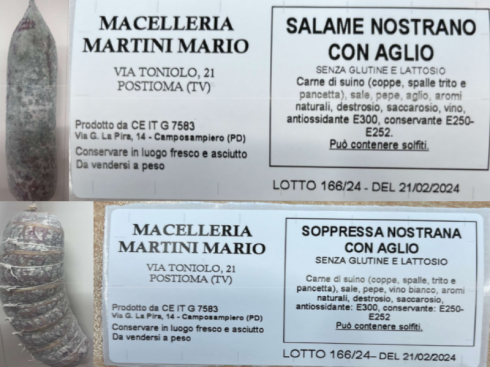 MACELLERIA
MARTINI MARIO
VIA TONIOLO, 21
POSTIOMA (TV)
Prodotto da CE IT G 7583
Via G. La Pira, 14 - Camposampiero (PD)
Conservare in luogo fresco e asciutto
Da vendersi a peso
SALAME NOSTRANO
CON AGLIO
SENZA GLUTINE E LATTOSIO
Carne di suino (coppe, spalle trito e
pancetta), sale, pepe, aglio, aromi
naturali, destrosio, saccarosio, vino,
antiossidante E300, conservante E250-
E252.
Può contenere solfiti.
LOTTO 166/24 - DEL 21/02/2024
MACELLERIA
MARTINI MARIO
VIA TONIOLO, 21
POSTIOMA (TV)
Prodotto da CE IT G 7583
Via G. La Pira, 14 - Camposampiero (PD)
Conservare in luogo fresco e asciutto
Da vendersi a peso
SOPPRESSA NOSTRANA
CON AGLIO
SENZA GLUTINE E LATTOSIO
Carne di suino (coppe, spalle, trito e
pancetta), sale, pepe, vino bianco, aromi
naturali, destrosio, saccarosio,
antiossidante: E300, conservante: E250-
E252
Può contenere solfiti.
LOTTO 166/24– DEL 21/02/2024